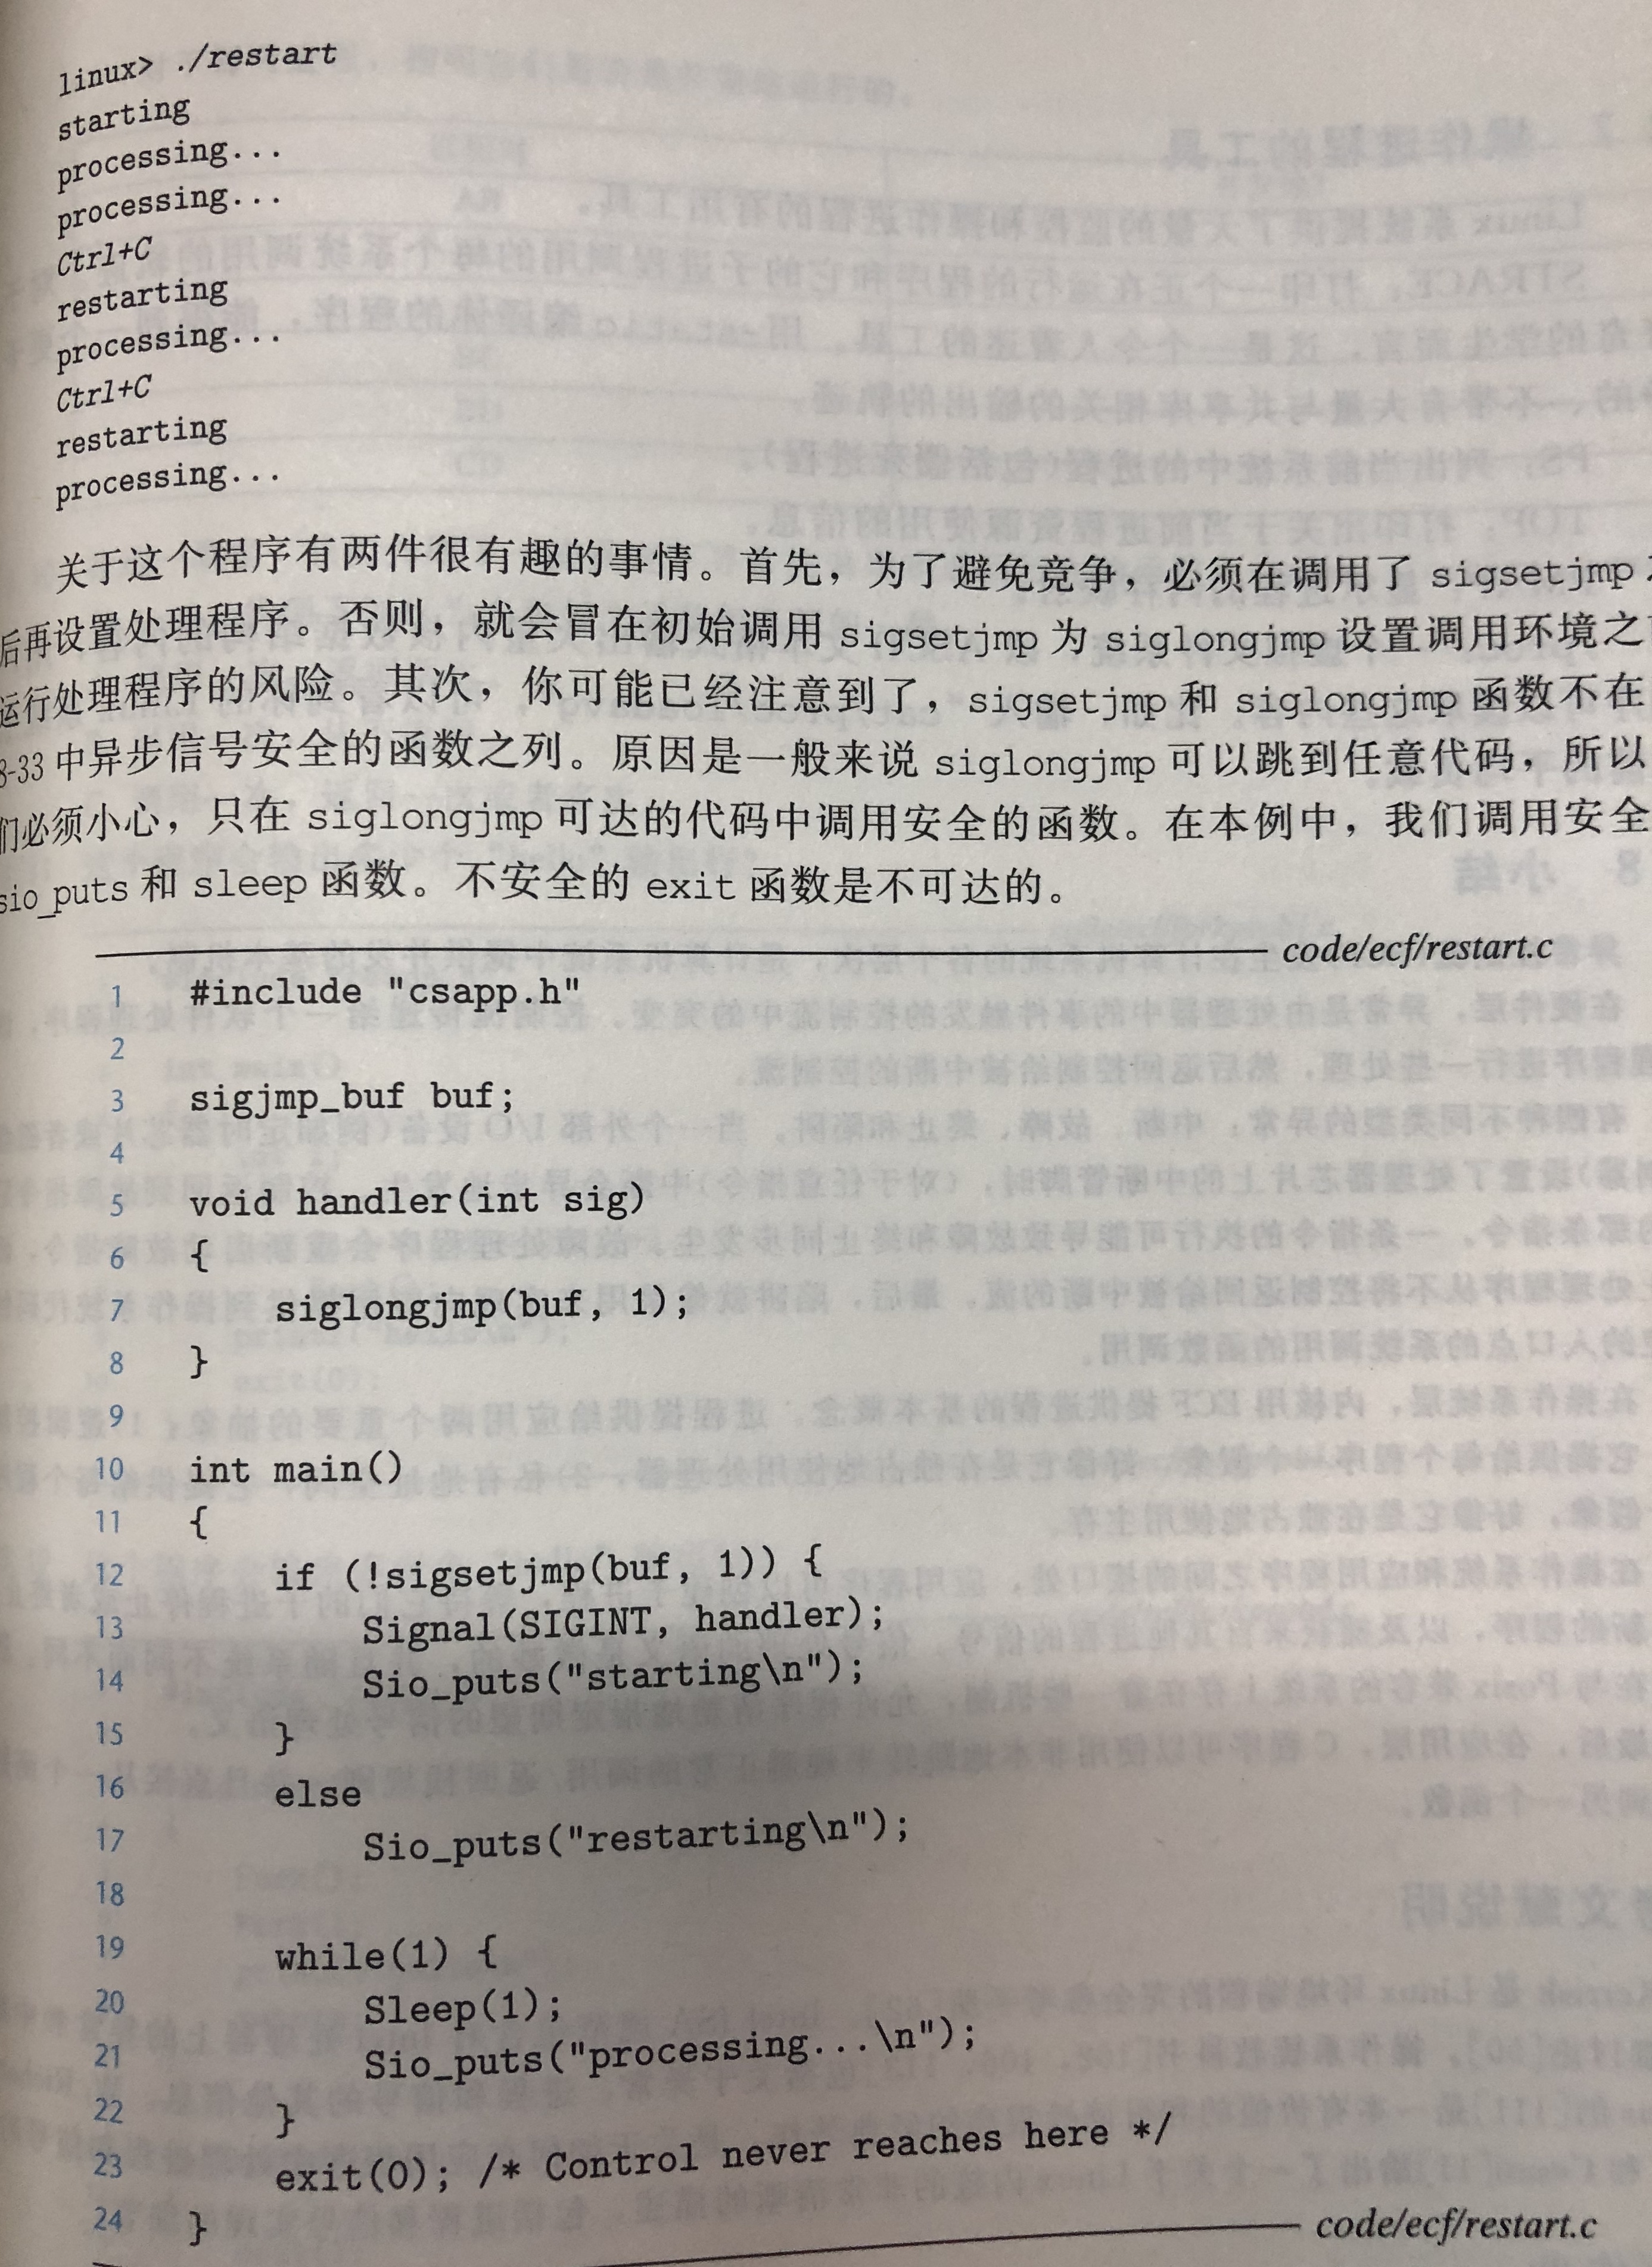 linux> ./restart
starting
processing...
processing...
Ctrl+C
restarting
processing...
Ctrl+C
restarting
processing...
关于这个程序有两件很有趣的事情。首先，为了避免竞争，必须在调用了 sigsetjmp
后再设置处理程序。否则，就会冒在初始调用 sigsetjmp 为 siglongjmp 设置调用环境之
运行处理程序的风险。其次，你可能已经注意到了，sigsetjmp 和 siglongjmp 函数不在
8-33 中异步信号安全的函数之列。原因是一般来说 siglongjmp 可以跳到任意代码，所以
们必须小心，只在 siglongjmp 可达的代码中调用安全的函数。在本例中，我们调用安全
sio_puts 和 sleep 函数。不安全的 exit 函数是不可达的。
code/ecf/restart.c
1 #include "csapp.h"
2
3 sigjmp_buf buf;
4
5 void handler(int sig)
6 {
7 siglongjmp(buf, 1);
8 }
9
10 int main()
11 {
12 if (!sigsetjmp(buf, 1)) {
13 Signal(SIGINT, handler);
14 Sio_puts("starting\n");
15 }
16 else
17 Sio_puts("restarting\n");
18
19 while(1) {
20 Sleep(1);
21 Sio_puts("processing...\n");
22 }
23 exit(0); /* Control never reaches here */
24 }
code/ecf/restart.c